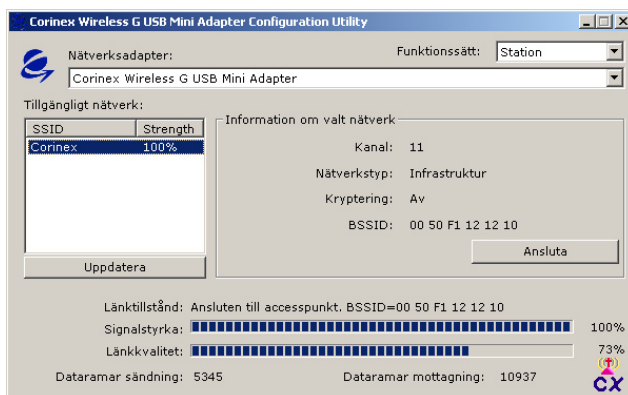 Corinex Wireless G USB Mini Adapter Configuration Utility
Nätverksadapter:
Funktionssätt: Station
Corinex Wireless G USB Mini Adapter
Tillgängligt nätverk:
SSID Strength
Corinex 100%
Uppdatera
Information om valt nätverk
Kanal: 11
Nätverkstyp: Infrastruktur
Kryptering: Av
BSSID: 00 50 F1 12 12 10
Ansluta
Länktillstånd: Ansluten till accesspunkt. BSSID=00 50 F1 12 12 10
Signalstyrka: 100%
Länkkvalitet: 73%
Dataramar sändning: 5345 Dataramar mottagning: 10937
CX